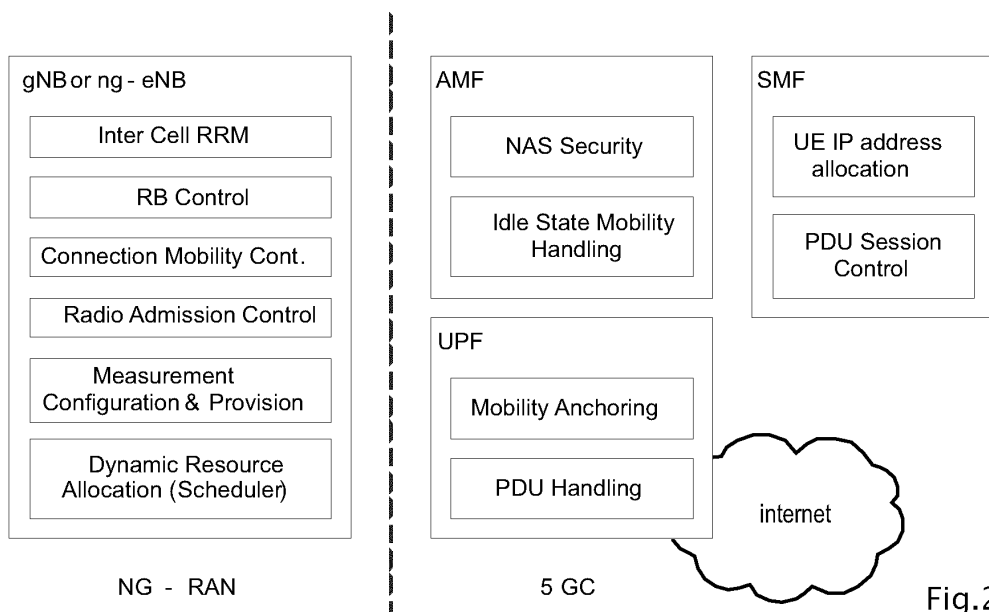 gNB or ng - eNB
Inter Cell RRM
RB Control
Connection Mobility Cont.
Radio Admission Control
Measurement
Configuration & Provision
Dynamic Resource
Allocation (Scheduler)
NG - RAN
AMF
NAS Security
Idle State Mobility
Handling
SMF
UE IP address
allocation
PDU Session
Control
UPF
Mobility Anchoring
PDU Handling
internet
5 GC
Fig.2